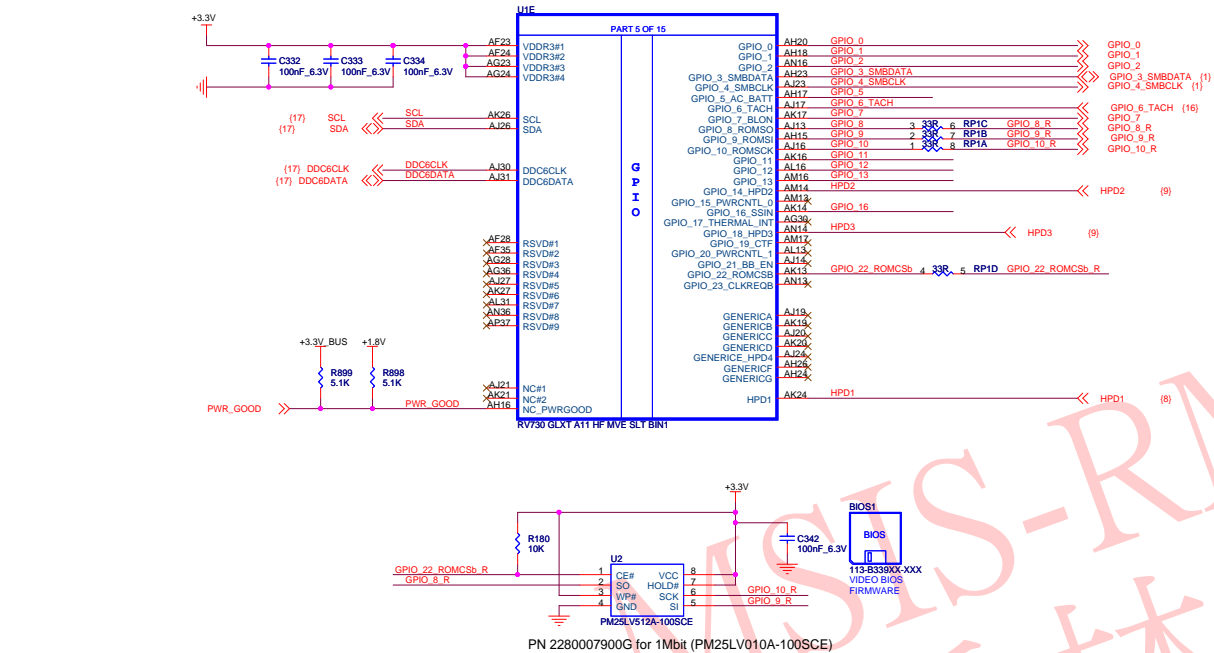 U1E
+3.3V
PART 5 OF 15
AF23 VDDR3#1
AF24 VDDR3#2
AG23 VDDR3#3
AG24 VDDR3#4
C332
100nF_6.3V
C333
100nF_6.3V
C334
100nF_6.3V
{17} SCL SCL AK26 SCL
{17} SDA SDA AJ26 SDA
{17} DDC6CLK DDC6CLK AJ30 DDC6CLK
{17} DDC6DATA DDC6DATA AJ31 DDC6DATA
G
P
I
O
AF28 RSVD#1
AF35 RSVD#2
AG28 RSVD#3
AG36 RSVD#4
AJ27 RSVD#5
AK27 RSVD#6
AL31 RSVD#7
AN36 RSVD#8
AP37 RSVD#9
+3.3V_BUS +1.8V
R899
5.1K
R898
5.1K
AJ21 NC#1
AK21 NC#2
PWR_GOOD PWR_GOOD AH16 NC_PWRGOOD
GPIO_0 AH20 GPIO_0 GPIO_0
GPIO_1 AH18 GPIO_1 GPIO_1
GPIO_2 AN16 GPIO_2 GPIO_2
GPIO_3_SMBDATA AH23 GPIO_3_SMBDATA GPIO_3_SMBDATA {1}
GPIO_4_SMBCLK AJ23 GPIO_4_SMBCLK GPIO_4_SMBCLK {1}
GPIO_5_AC_BATT AH17 GPIO_5
GPIO_6_TACH AJ17 GPIO_6_TACH GPIO_6_TACH {16}
GPIO_7_BLON AK17 GPIO_7 GPIO_7
GPIO_8_ROMSO AJ13 GPIO_8 3 33R 6 RP1C GPIO_8_R GPIO_8_R
GPIO_9_ROMSI AH15 GPIO_9 2 33R 7 RP1B GPIO_9_R GPIO_9_R
GPIO_10_ROMSCK AJ16 GPIO_10 1 33R 8 RP1A GPIO_10_R GPIO_10_R
GPIO_11 AK16 GPIO_11
GPIO_12 AL16 GPIO_12
GPIO_13 AM16 GPIO_13
GPIO_14_HPD2 AM14 HPD2 HPD2 {9}
GPIO_15_PWRCNTL_0 AM13
GPIO_16_SSIN AK14 GPIO_16
GPIO_17_THERMAL_INT AG30
GPIO_18_HPD3 AN14 HPD3 HPD3 {9}
GPIO_19_CTF AM17
GPIO_20_PWRCNTL_1 AL13
GPIO_21_BB_EN AJ14
GPIO_22_ROMCSB AK13 GPIO_22_ROMCSb 4 33R 5 RP1D GPIO_22_ROMCSb_R
GPIO_23_CLKREQB AN13
GENERICA AJ19
GENERICB AK19
GENERICC AJ20
GENERICD AK20
GENERICE_HPD4 AJ24
GENERICF AH26
GENERICG AH24
HPD1 AK24 HPD1 HPD1 {8}
RV730 GLXT A11 HF MVE SLT BIN1
+3.3V
R180
10K
C342
100nF_6.3V
BIOS1
BIOS
113-B339XX-XXX
VIDEO BIOS
FIRMWARE
U2
GPIO_22_ROMCSb_R 1 CE# VCC 8
GPIO_8_R 2 SO HOLD# 7
3 WP# SCK 6 GPIO_10_R
4 GND SI 5 GPIO_9_R
PM25LV512A-100SCE
PN 2280007900G for 1Mbit (PM25LV010A-100SCE)